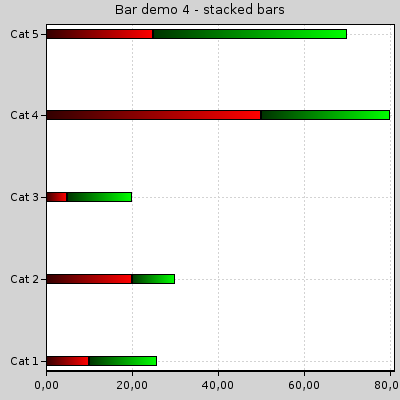 Bar demo 4 - stacked bars
Cat 5
Cat 4
Cat 3
Cat 2
Cat 1
0,00 20,00 40,00 60,00 80,0